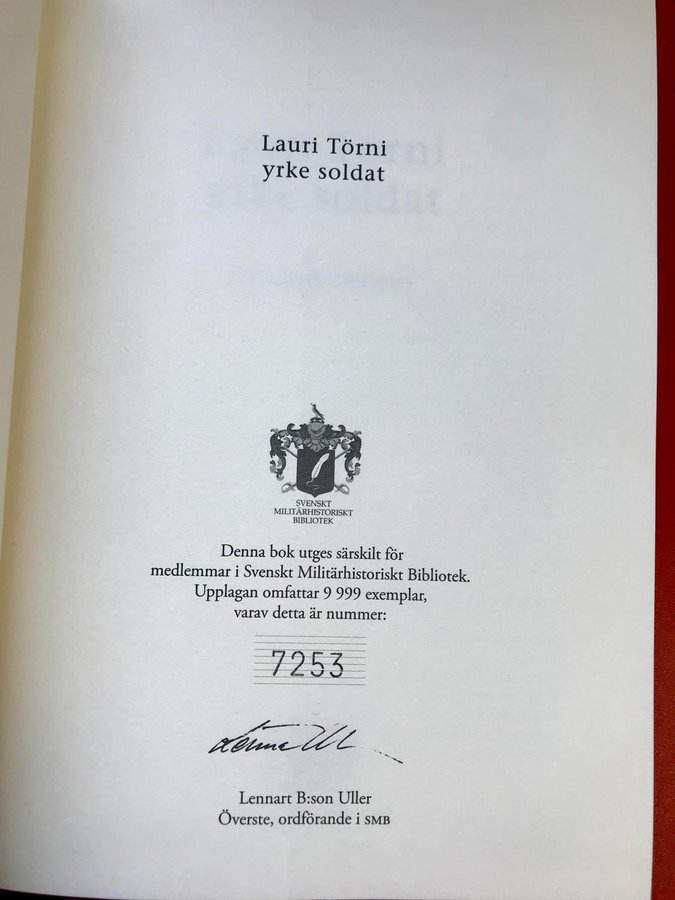 Lauri Törni
yrke soldat
SVENSKT
MILITÄRHISTORISKT
BIBLIOTEK
Denna bok utges särskilt för
medlemmar i Svenskt Militärhistoriskt Bibliotek.
Upplagan omfattar 9 999 exemplar,
varav detta är nummer:
7253
Lennart B:son Uller
Överste, ordförande i SMB